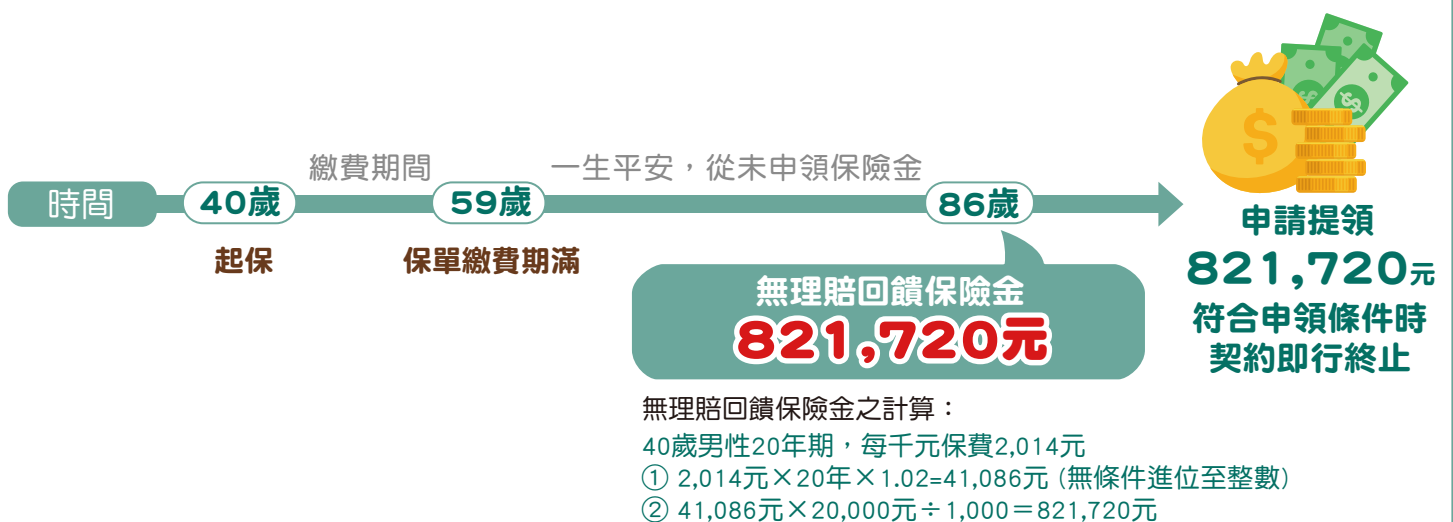 繳費期間
一生平安，從未申領保險金
時間
40歲
59歲
86歲
起保
保單繳費期滿
無理賠回饋保險金
821,720元
無理賠回饋保險金之計算：
40歲男性20年期，每千元保費2,014元
① 2,014元×20年×1.02=41,086元 (無條件進位至整數)
② 41,086元×20,000元÷1,000＝821,720元
$
$
申請提領
821,720元
符合申領條件時
契約即行終止